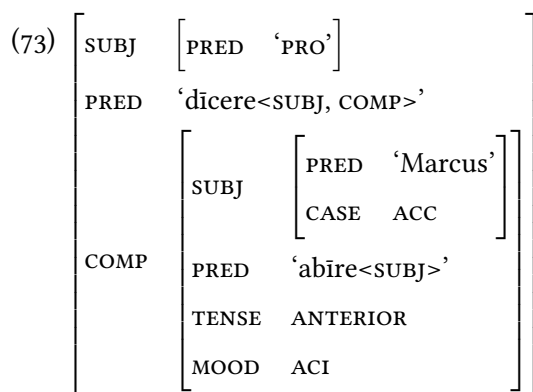 (73) SUBJ [PRED ‘PRO’]
PRED ‘dīcere<SUBJ, COMP>’
COMP
SUBJ
PRED ‘Marcus’
CASE ACC
PRED ‘abīre<SUBJ>’
TENSE ANTERIOR
MOOD ACI